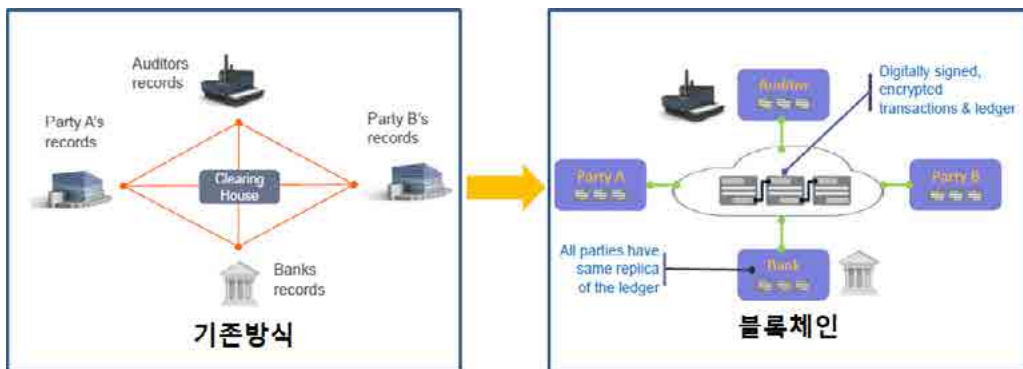 Auditors
records
Party A's
records
Party B's
records
Clearing
House
Banks
records
기존방식
Auditor
Digitally signed,
encrypted
transactions & ledger
Party A
Party B
All parties have
same replica
of the ledger
Bank
블록체인